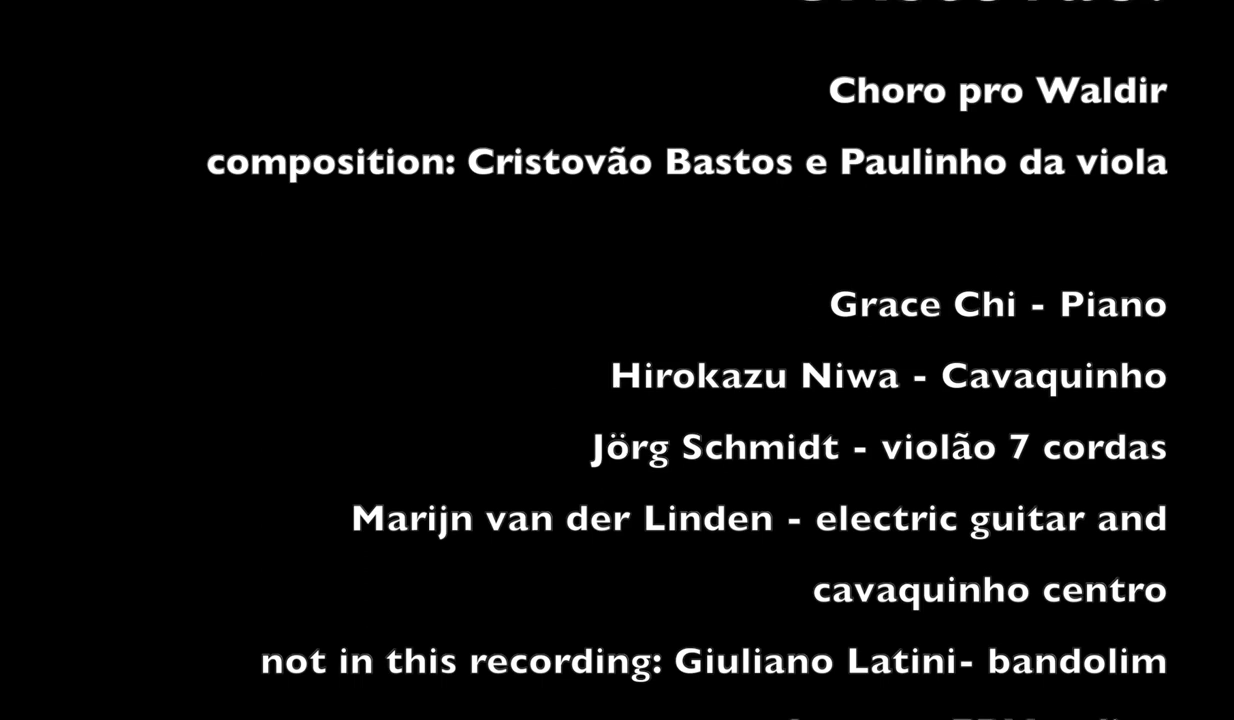 Choro pro Waldir
composition: Cristovão Bastos e Paulinho da viola
Grace Chi - Piano
Hirokazu Niwa - Cavaquinho
Jörg Schmidt - violão 7 cordas
Marijn van der Linden - electric guitar and
cavaquinho centro
not in this recording: Giuliano Latini- bandolim